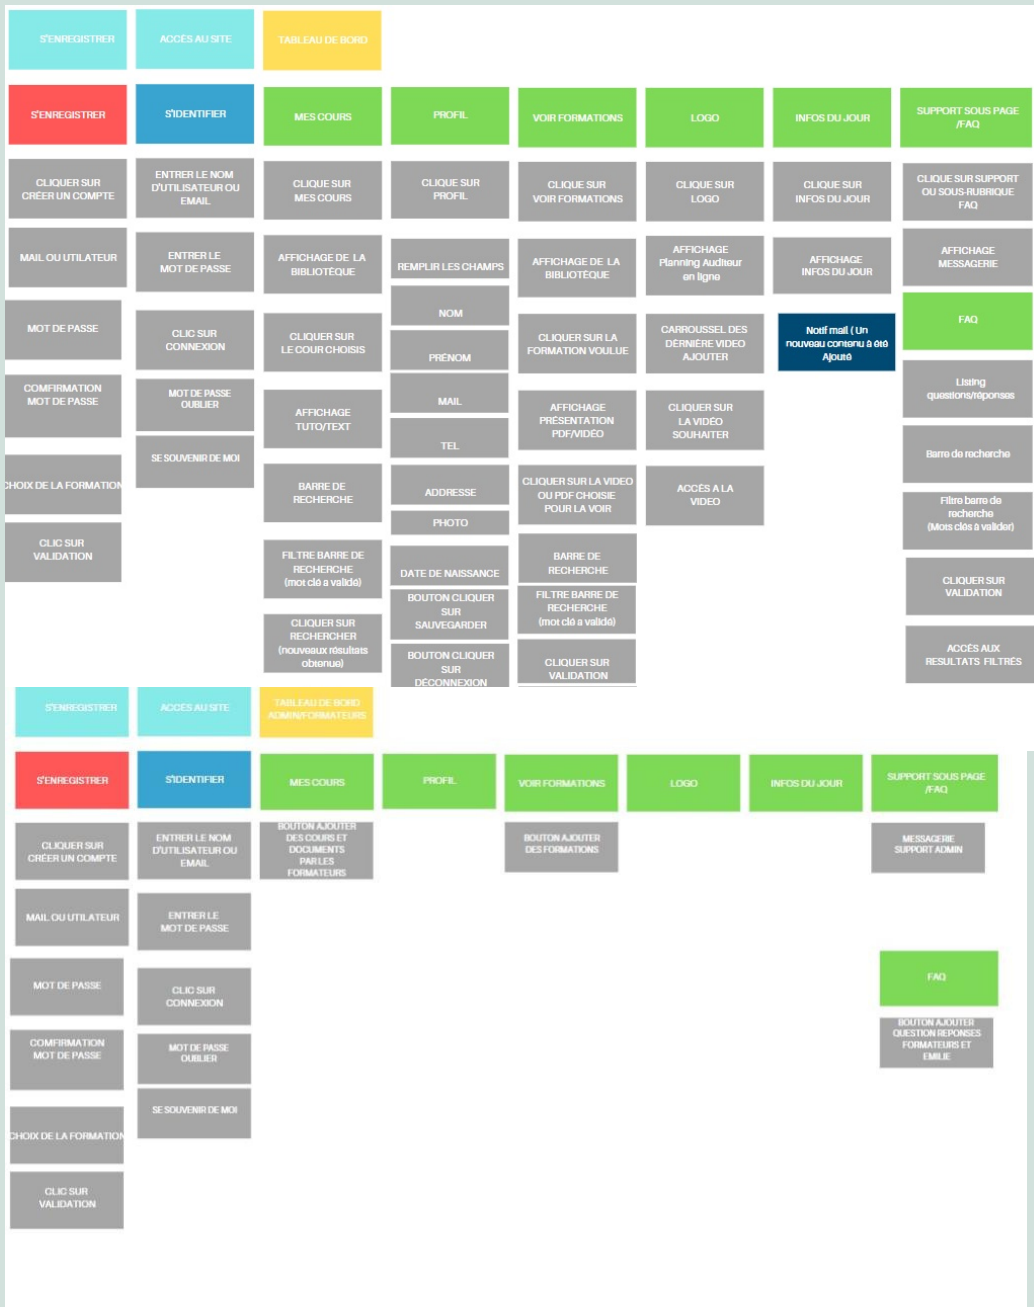 S'ENREGISTRER
ACCÈS AU SITE
TABLEAU DE BORD
S'ENREGISTRER
S'IDENTIFIER
MES COURS
PROFIL
VOIR FORMATIONS
LOGO
INFOS DU JOUR
SUPPORT SOUS PAGE
/FAQ
CLIQUER SUR
CRÉER UN COMPTE
MAIL OU UTILATEUR
MOT DE PASSE
COMFIRMATION
MOT DE PASSE
CHOIX DE LA FORMATION
CLIC SUR
VALIDATION
ENTRER LE NOM
D'UTILISATEUR OU
EMAIL
ENTRER LE
MOT DE PASSE
CLIC SUR
CONNEXION
MOT DE PASSE
OUBLIER
SE SOUVENIR DE MOI
CLIQUE SUR
MES COURS
AFFICHAGE DE LA
BIBLIOTÈQUE
CLIQUER SUR
LE COUR CHOISIS
AFFICHAGE
TUTO/TEXT
BARRE DE
RECHERCHE
FILTRE BARRE DE
RECHERCHE
(mot clé a validé)
CLIQUER SUR
RECHERCHER
(nouveaux résultats
obtenue)
CLIQUE SUR
PROFIL
REMPLIR LES CHAMPS
NOM
PRÉNOM
MAIL
TEL
ADDRESSE
PHOTO
DATE DE NAISSANCE
BOUTON CLIQUER
SUR
SAUVEGARDER
BOUTON CLIQUER
SUR
DÉCONNEXION
CLIQUE SUR
VOIR FORMATIONS
AFFICHAGE DE LA
BIBLIOTÈQUE
CLIQUER SUR LA
FORMATION VOULUE
AFFICHAGE
PRÉSENTATION
PDF/VIDÉO
CLIQUER SUR LA VIDEO
OU PDF CHOISIE
POUR LA VOIR
BARRE DE
RECHERCHE
FILTRE BARRE DE
RECHERCHE
(mot clé a validé)
CLIQUER SUR
VALIDATION
CLIQUE SUR
LOGO
AFFICHAGE
Planning Auditeur
en ligne
CARROUSSEL DES
DÉRNIÈRE VIDEO
AJOUTER
CLIQUER SUR
LA VIDÉO
SOUHAITER
ACCÈS A LA
VIDEO
CLIQUE SUR
INFOS DU JOUR
AFFICHAGE
INFOS DU JOUR
Notif mail ( Un
nouveau contenu à été
Ajouté
CLIQUE SUR SUPPORT
OU SOUS-RUBRIQUE
FAQ
AFFICHAGE
MESSAGERIE
FAQ
Listing
questions/réponses
Barre de recherche
Filtre barre de
recherche
(Mots clés à valider)
CLIQUER SUR
VALIDATION
ACCÈS AUX
RESULTATS FILTRÉS
S'ENREGISTRER
ACCÈS AU SITE
TABLEAU DE BORD
ADMIN/FORMATEURS
S'ENREGISTRER
S'IDENTIFIER
MES COURS
PROFIL
VOIR FORMATIONS
LOGO
INFOS DU JOUR
SUPPORT SOUS PAGE
/FAQ
CLIQUER SUR
CRÉER UN COMPTE
MAIL OU UTILATEUR
MOT DE PASSE
COMFIRMATION
MOT DE PASSE
CHOIX DE LA FORMATION
CLIC SUR
VALIDATION
ENTRER LE NOM
D'UTILISATEUR OU
EMAIL
ENTRER LE
MOT DE PASSE
CLIC SUR
CONNEXION
MOT DE PASSE
OUBLIER
SE SOUVENIR DE MOI
BOUTON AJOUTER
DES COURS ET
DOCUMENTS
PAR LES
FORMATEURS
BOUTON AJOUTER
DES FORMATIONS
MESSAGERIE
SUPPORT ADMIN
FAQ
BOUTON AJOUTER
QUESTION REPONSES
FORMATEURS ET
EMILIE